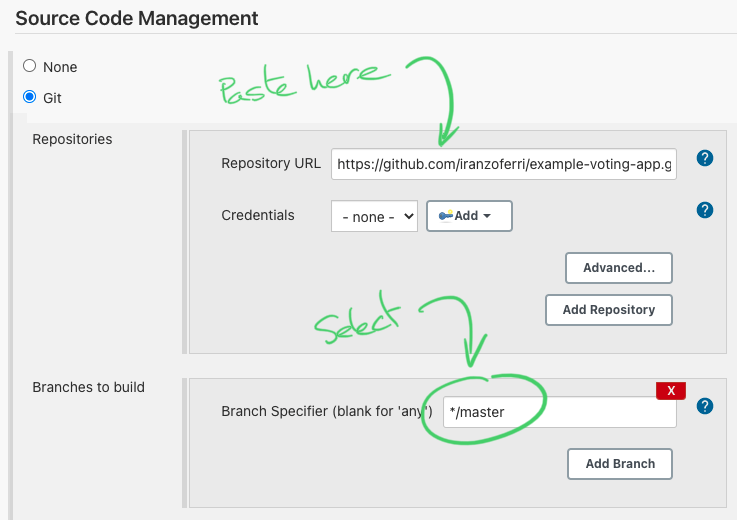 Source Code Management
None
Paste here
Git
Repositories
Repository URL https://github.com/iranzoferri/example-voting-app.g ?
Credentials - none - Add ?
Advanced...
Add Repository
Select
Branches to build
X
Branch Specifier (blank for 'any') */master ?
Add Branch